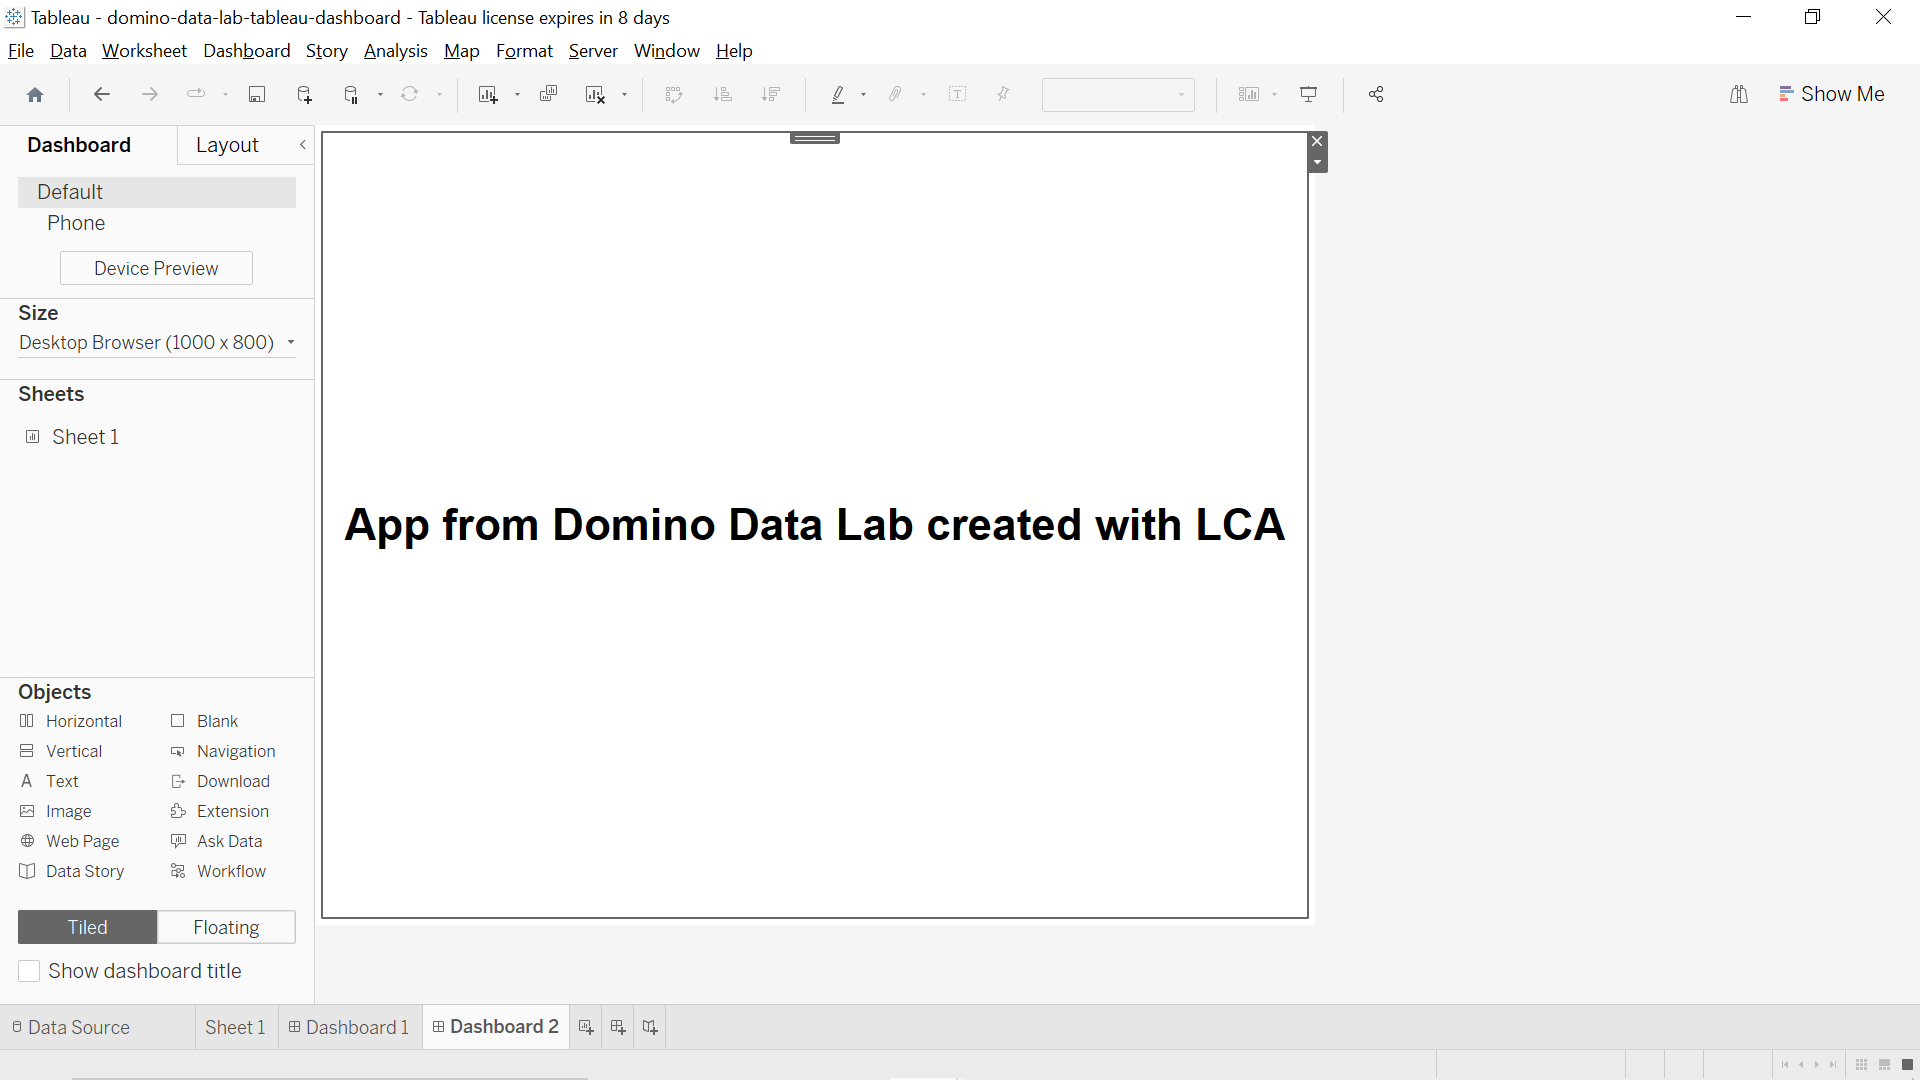 Tableau - domino-data-lab-tableau-dashboard - Tableau license expires in 8 days
File Data Worksheet Dashboard Story Analysis Map Format Server Window Help
Show Me
Dashboard Layout
Default
Phone
Device Preview
Size
Desktop Browser (1000 x 800)
Sheets
Sheet 1
App from Domino Data Lab created with LCA
Objects
Horizontal Blank
Vertical Navigation
Text Download
Image Extension
Web Page Ask Data
Data Story Workflow
Tiled Floating
Show dashboard title
Data Source Sheet 1 Dashboard 1 Dashboard 2